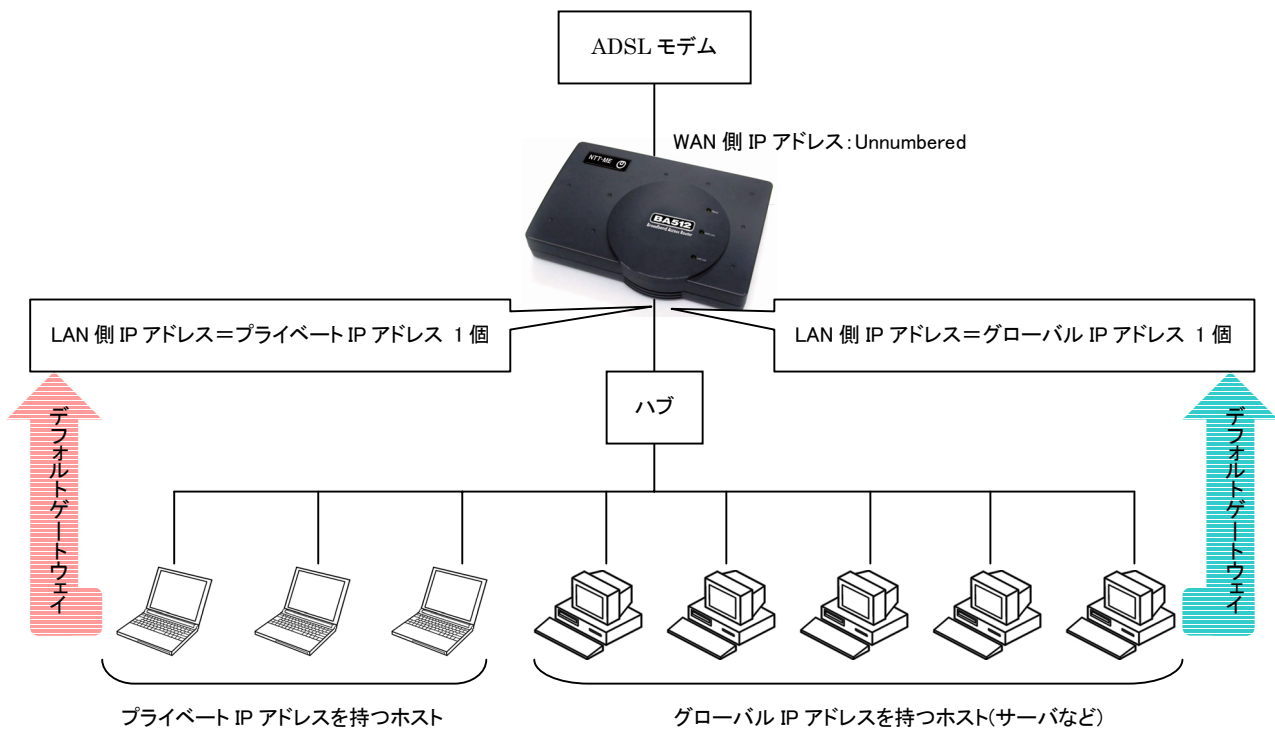 ADSL モデム
WAN 側 IP アドレス：Unnumbered
NTT-ME
BA512
Broadband Access Router
LAN 側 IP アドレス＝プライベート IP アドレス 1 個
LAN 側 IP アドレス＝グローバル IP アドレス 1 個
ハブ
デフォルトゲートウェイ
デフォルトゲートウェイ
プライベート IP アドレスを持つホスト
グローバル IP アドレスを持つホスト(サーバなど)